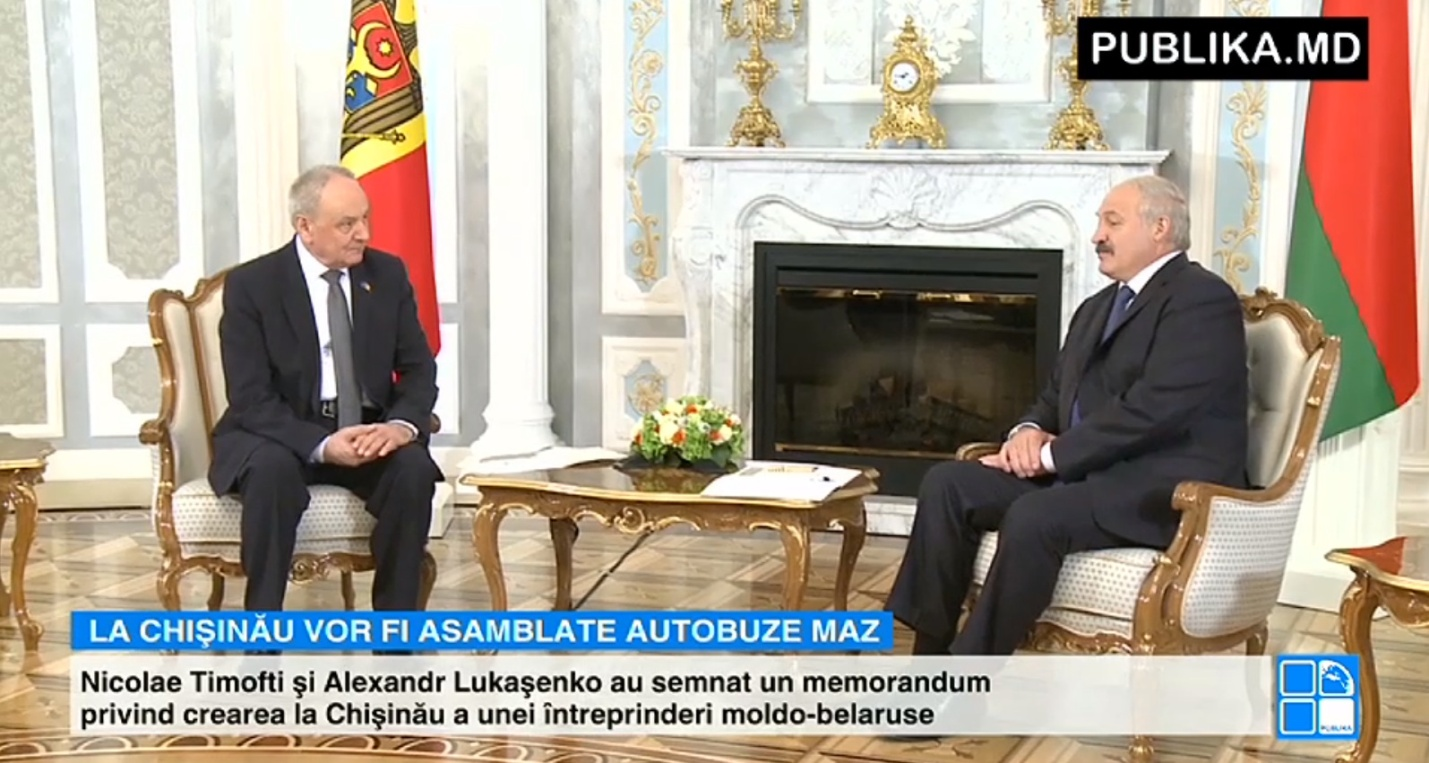 PUBLIKA.MD
LA CHIŞINĂU VOR FI ASAMBLATE AUTOBUZE MAZ
Nicolae Timofti şi Alexandr Lukaşenko au semnat un memorandum
privind crearea la Chişinău a unei întreprinderi moldo-belaruse
PUBLIKA